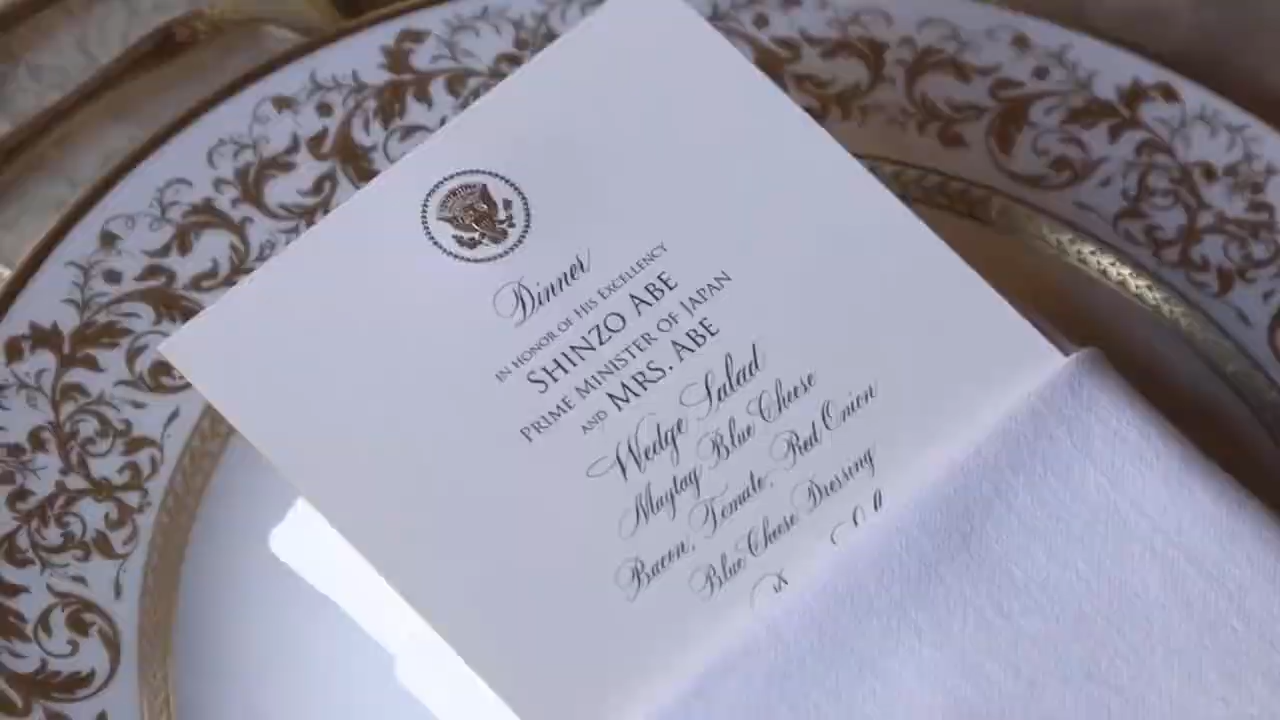 Dinner
IN HONOR OF HIS EXCELLENCY
SHINZO ABE
PRIME MINISTER OF JAPAN
AND MRS. ABE
Wedge Salad
Maytag Blue Cheese
Bacon, Tomato, Red Onion
Blue Cheese Dressing